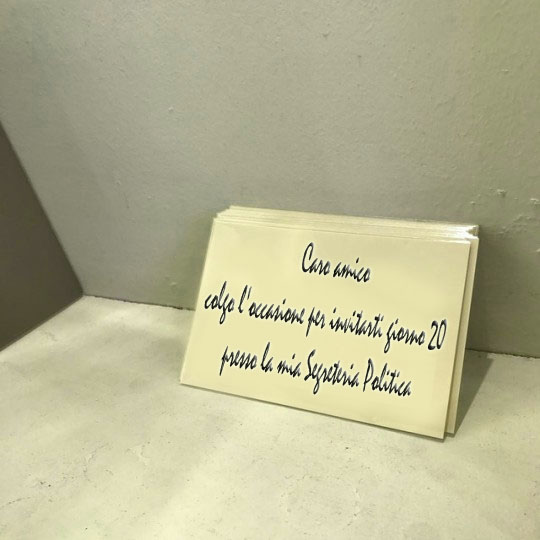 Caro amico
colgo l'occasione per invitarti giorno 20
presso la mia Segreteria Politica